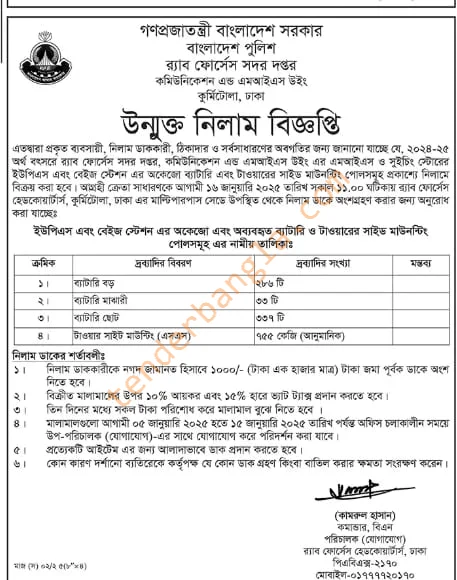 গণপ্রজাতন্ত্রী বাংলাদেশ সরকার
বাংলাদেশ পুলিশ
র‍্যাব ফোর্সেস সদর দপ্তর
কমিউনিকেশন এন্ড এমআইএস উইং
কুর্মিটোলা, ঢাকা
উন্মুক্ত নিলাম বিজ্ঞপ্তি
এতদ্বারা প্রকৃত ব্যবসায়ী, নিলাম ডাককারী, ঠিকাদার ও সর্বসাধারণের অবগতির জন্য জানানো যাচ্ছে যে, ২০২৪-২৫
অর্থ বৎসরে র‍্যাব ফোর্সেস সদর দপ্তর, কমিউনিকেশন এন্ড এমআইএস উইং এর এমআইএস ও সুইচিং স্টোরের
ইউপিএস এবং বেইজ স্টেশন এর অকেজো ব্যাটারি এবং টাওয়ারের সাইড মাউন্টিং পোলসমূহ প্রকাশ্যে নিলামে
বিক্রয় করা হবে। আগ্রহী ক্রেতা সাধারণকে আগামী ১৬ জানুয়ারি ২০২৫ তারিখ সকাল ১১.০০ ঘটিকায় র‍্যাব ফোর্সেস
হেডকোয়ার্টার্স, কুর্মিটোলা, ঢাকা এর মাল্টিপারপাস সেডে উপস্থিত থেকে নিলাম ডাকে অংশগ্রহণ করার জন্য অনুরোধ
করা যাচ্ছেঃ
ইউপিএস এবং বেইজ স্টেশন এর অকেজো এবং অব্যবহৃত ব্যাটারি ও টাওয়ারের সাইড মাউন্টিং
পোলসমূহ এর নামীয় তালিকাঃ
ক্রমিক দ্রব্যাদির বিবরণ দ্রব্যাদির সংখ্যা মন্তব্য
১। ব্যাটারি বড় ২৮৬ টি
২। ব্যাটারি মাঝারী ৩৩ টি
৩। ব্যাটারি ছোট ৩৩৭ টি
৪। টাওয়ার সাইট মাউন্টিং (এসএস) ৭৫৫ কেজি (আনুমানিক)
নিলাম ডাকের শর্তাবলীঃ
১। নিলাম ডাককারীকে নগদ জামানত হিসাবে ১০০০/- (টাকা এক হাজার মাত্র) টাকা জমা পূর্বক ডাকে অংশ
নিতে হবে।
২। বিক্রীত মালামালের উপর ১০% আয়কর এবং ১৫% হারে ভ্যাট ট্যাক্স প্রদান করতে হবে।
৩। তিন দিনের মধ্যে সকল টাকা পরিশোধ করে মালামাল বুঝে নিতে হবে।
৪। মালামালগুলো আগামী ০৫ জানুয়ারি ২০২৫ হতে ১৫ জানুয়ারি ২০২৫ তারিখ পর্যন্ত অফিস চলাকালীন সময়ে
উপ-পরিচালক (যোগাযোগ)-এর সাথে যোগাযোগ করে পরিদর্শন করা যাবে।
৫। প্রত্যেকটি আইটেম এর জন্য আলাদাভাবে ডাক প্রদান করতে হবে।
৬। কোন কারণ দর্শানো ব্যতিরেকে কর্তৃপক্ষ যে কোন ডাক গ্রহণ কিংবা বাতিল করার ক্ষমতা সংরক্ষণ করেন।
(কামরুল হাসান)
কমান্ডার, বিএন
পরিচালক (যোগাযোগ)
র‍্যাব ফোর্সেস হেডকোয়ার্টার্স, ঢাকা
পিএবিএক্স-২১৭০
মোবাইল-০১৭৭৭৭২০১৭০
মাজ (স) ০২/২৫(৮"×৪)
tenderbangla.com